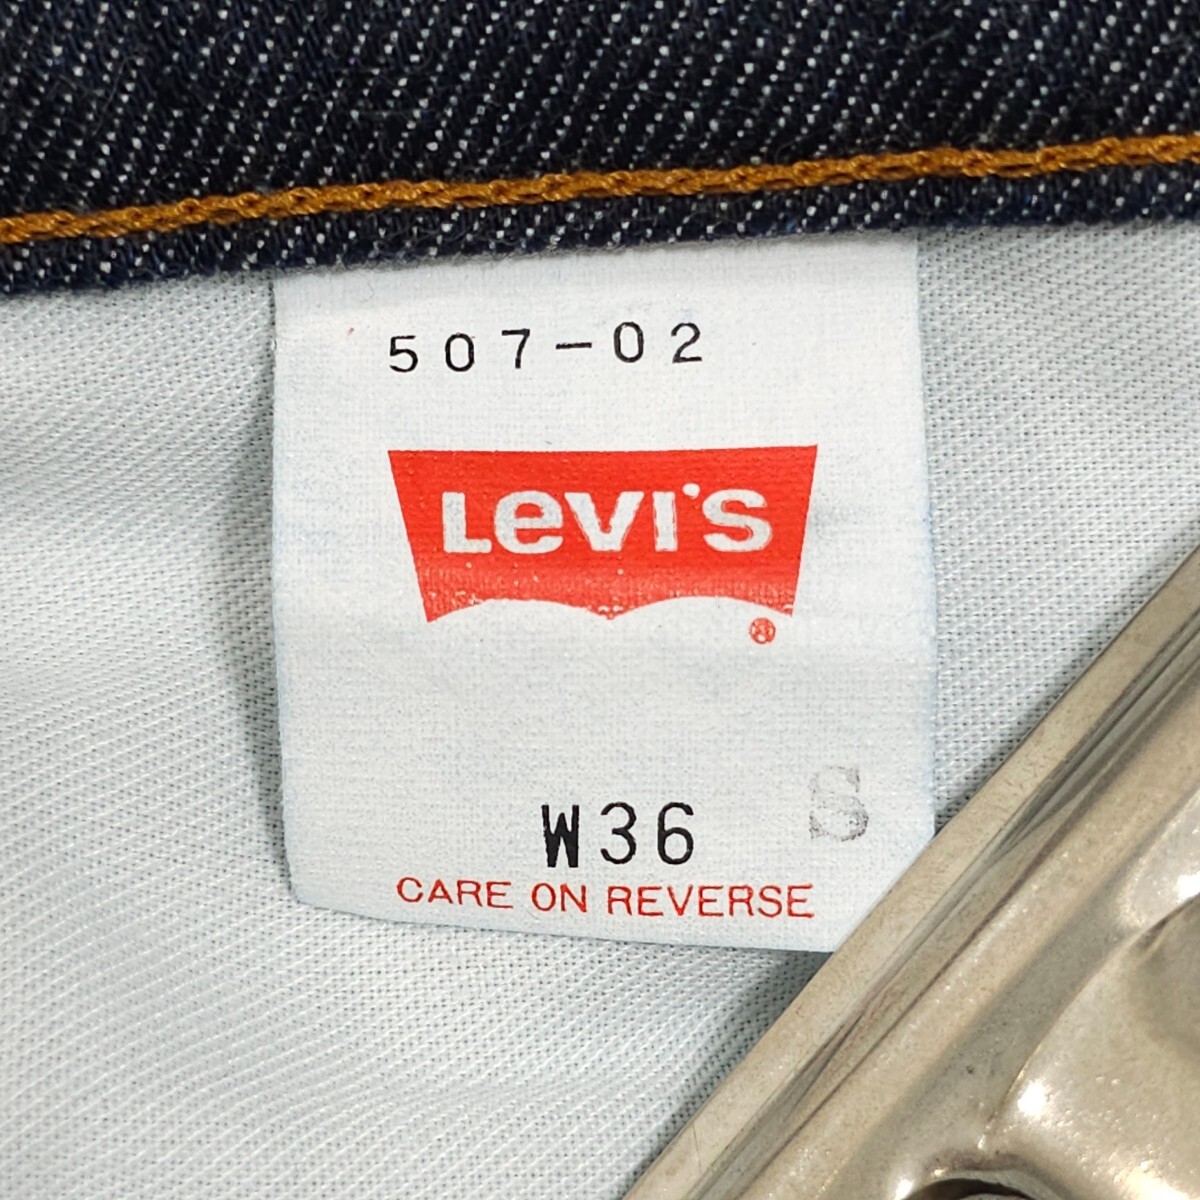 507-02
Levi's
®
W36 S
CARE ON REVERSE